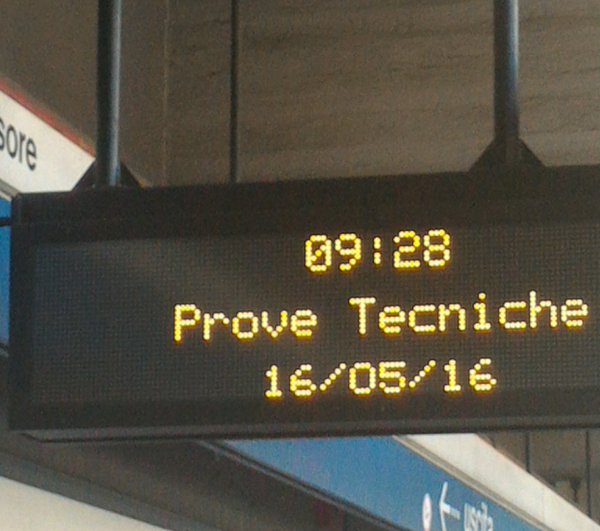 sore
09:28
Prove Tecniche
16/05/16
← uscita